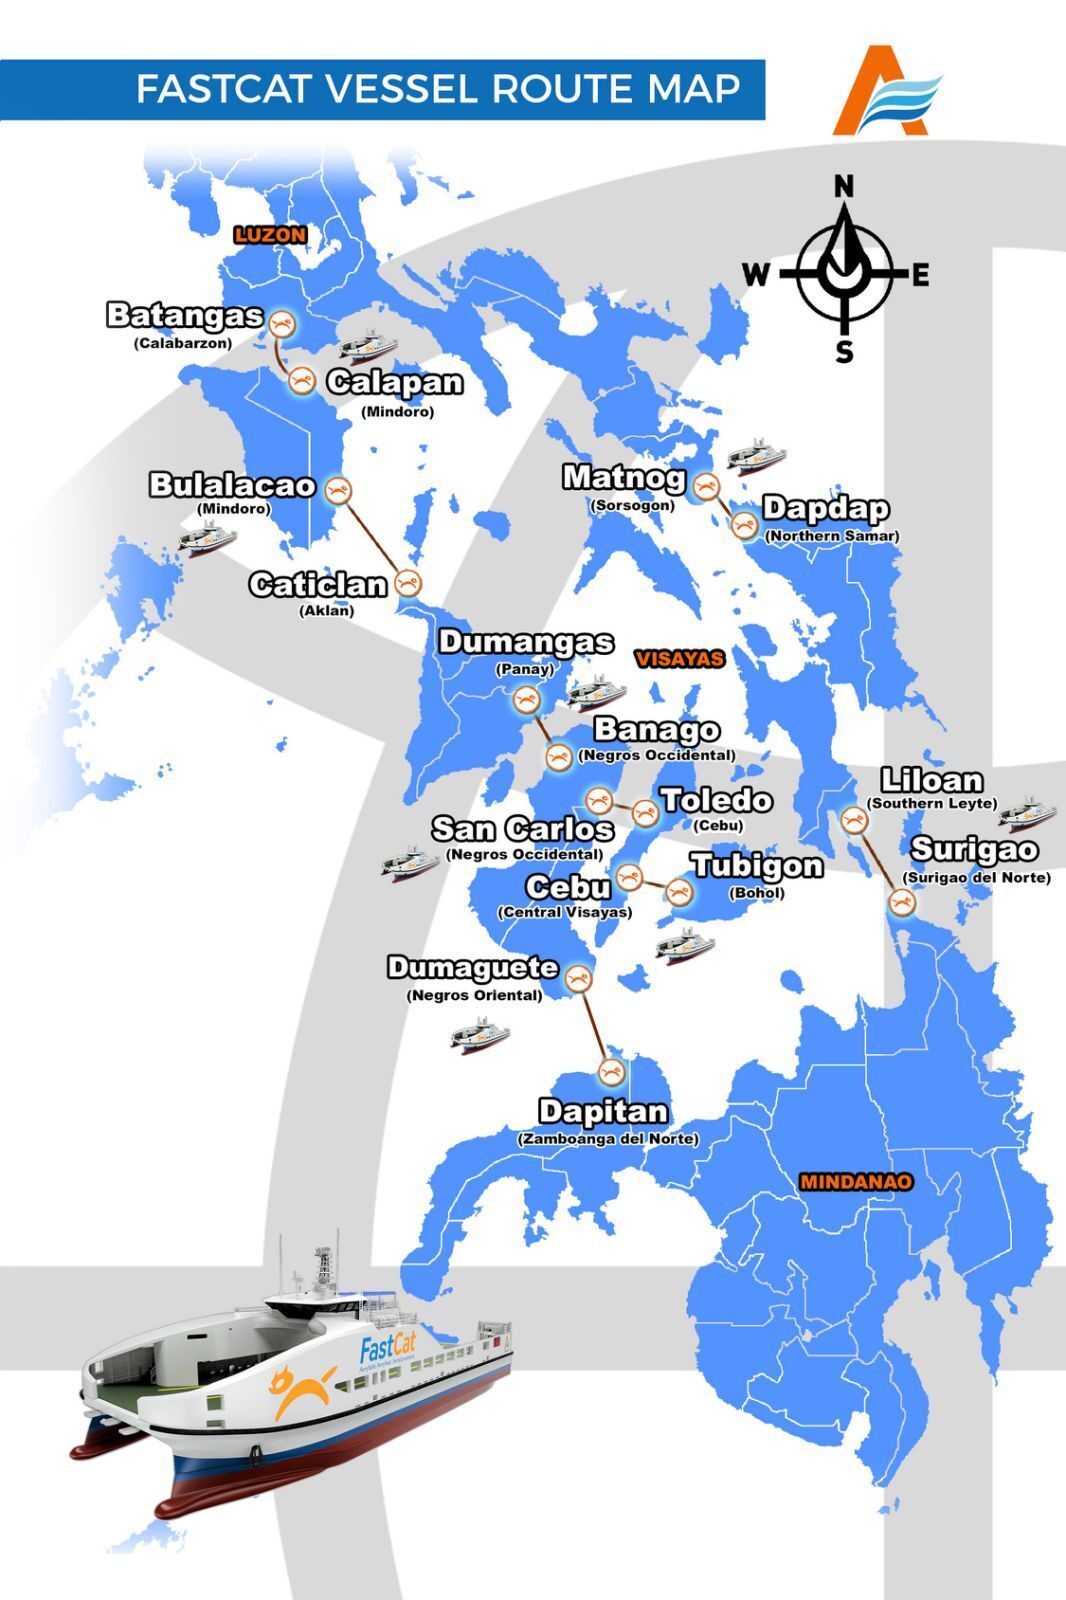 FASTCAT VESSEL ROUTE MAP
N
W
E
S
LUZON
Batangas
(Calabarzon)
Calapan
(Mindoro)
Bulalacao
(Mindoro)
Caticlan
(Aklan)
Matnog
(Sorsogon)
Dapdap
(Northern Samar)
Dumangas
(Panay)
VISAYAS
Banago
(Negros Occidental)
Liloan
(Southern Leyte)
Toledo
(Cebu)
San Carlos
(Negros Occidental)
Surigao
(Surigao del Norte)
Tubigon
(Bohol)
Cebu
(Central Visayas)
Dumaguete
(Negros Oriental)
Dapitan
(Zamboanga del Norte)
MINDANAO
FastCat